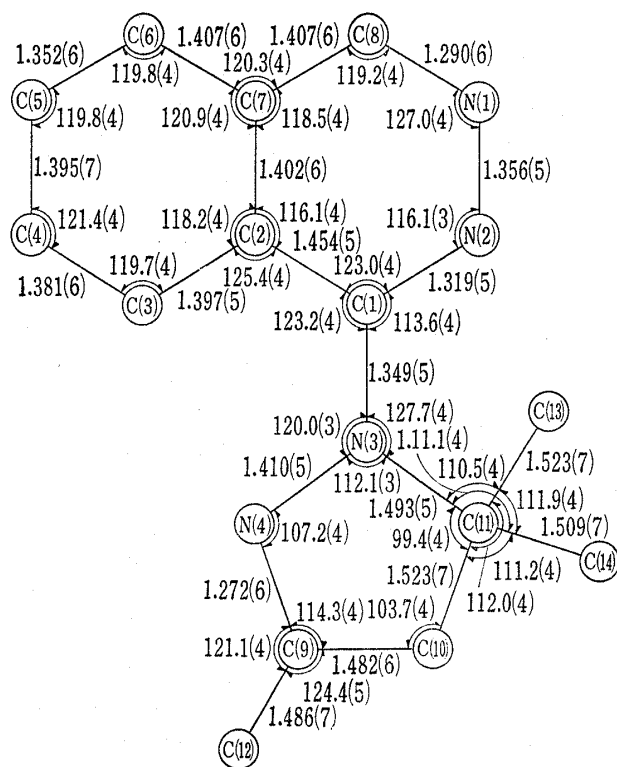 C(6)
C(8)
1.352(6)
1.407(6)
1.407(6)
1.290(6)
119.8(4)
120.3(4)
119.2(4)
C(5)
C(7)
N(1)
119.8(4)
120.9(4)
118.5(4)
127.0(4)
1.395(7)
1.402(6)
1.356(5)
121.4(4)
118.2(4)
116.1(4)
116.1(3)
C(4)
C(2)
N(2)
1.454(5)
119.7(4)
125.4(4)
123.0(4)
1.381(6)
1.397(5)
1.319(5)
C(3)
C(1)
123.2(4)
113.6(4)
1.349(5)
127.7(4)
C(13)
120.0(3)
N(3)
1.11.1(4)
110.5(4)
1.410(5)
112.1(3)
1.523(7)
1.493(5)
111.9(4)
N(4)
107.2(4)
C(11)
1.509(7)
99.4(4)
C(14)
1.523(7)
111.2(4)
1.272(6)
112.0(4)
114.3(4)
103.7(4)
121.1(4)
C(9)
C(10)
1.482(6)
124.4(5)
1.486(7)
C(12)